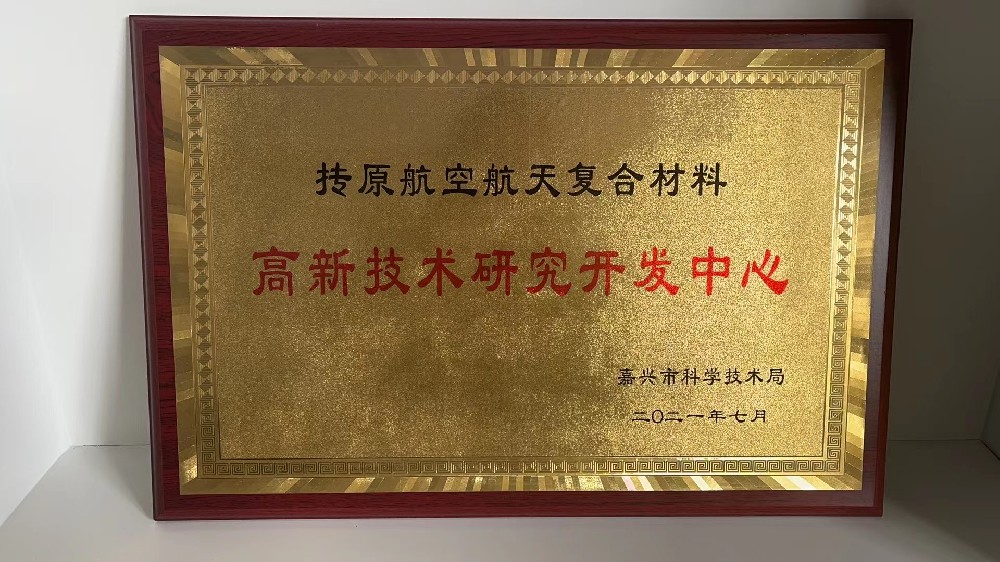 抟原航空航天复合材料
高新技术研究开发中心
嘉兴市科学技术局
二〇二一年七月